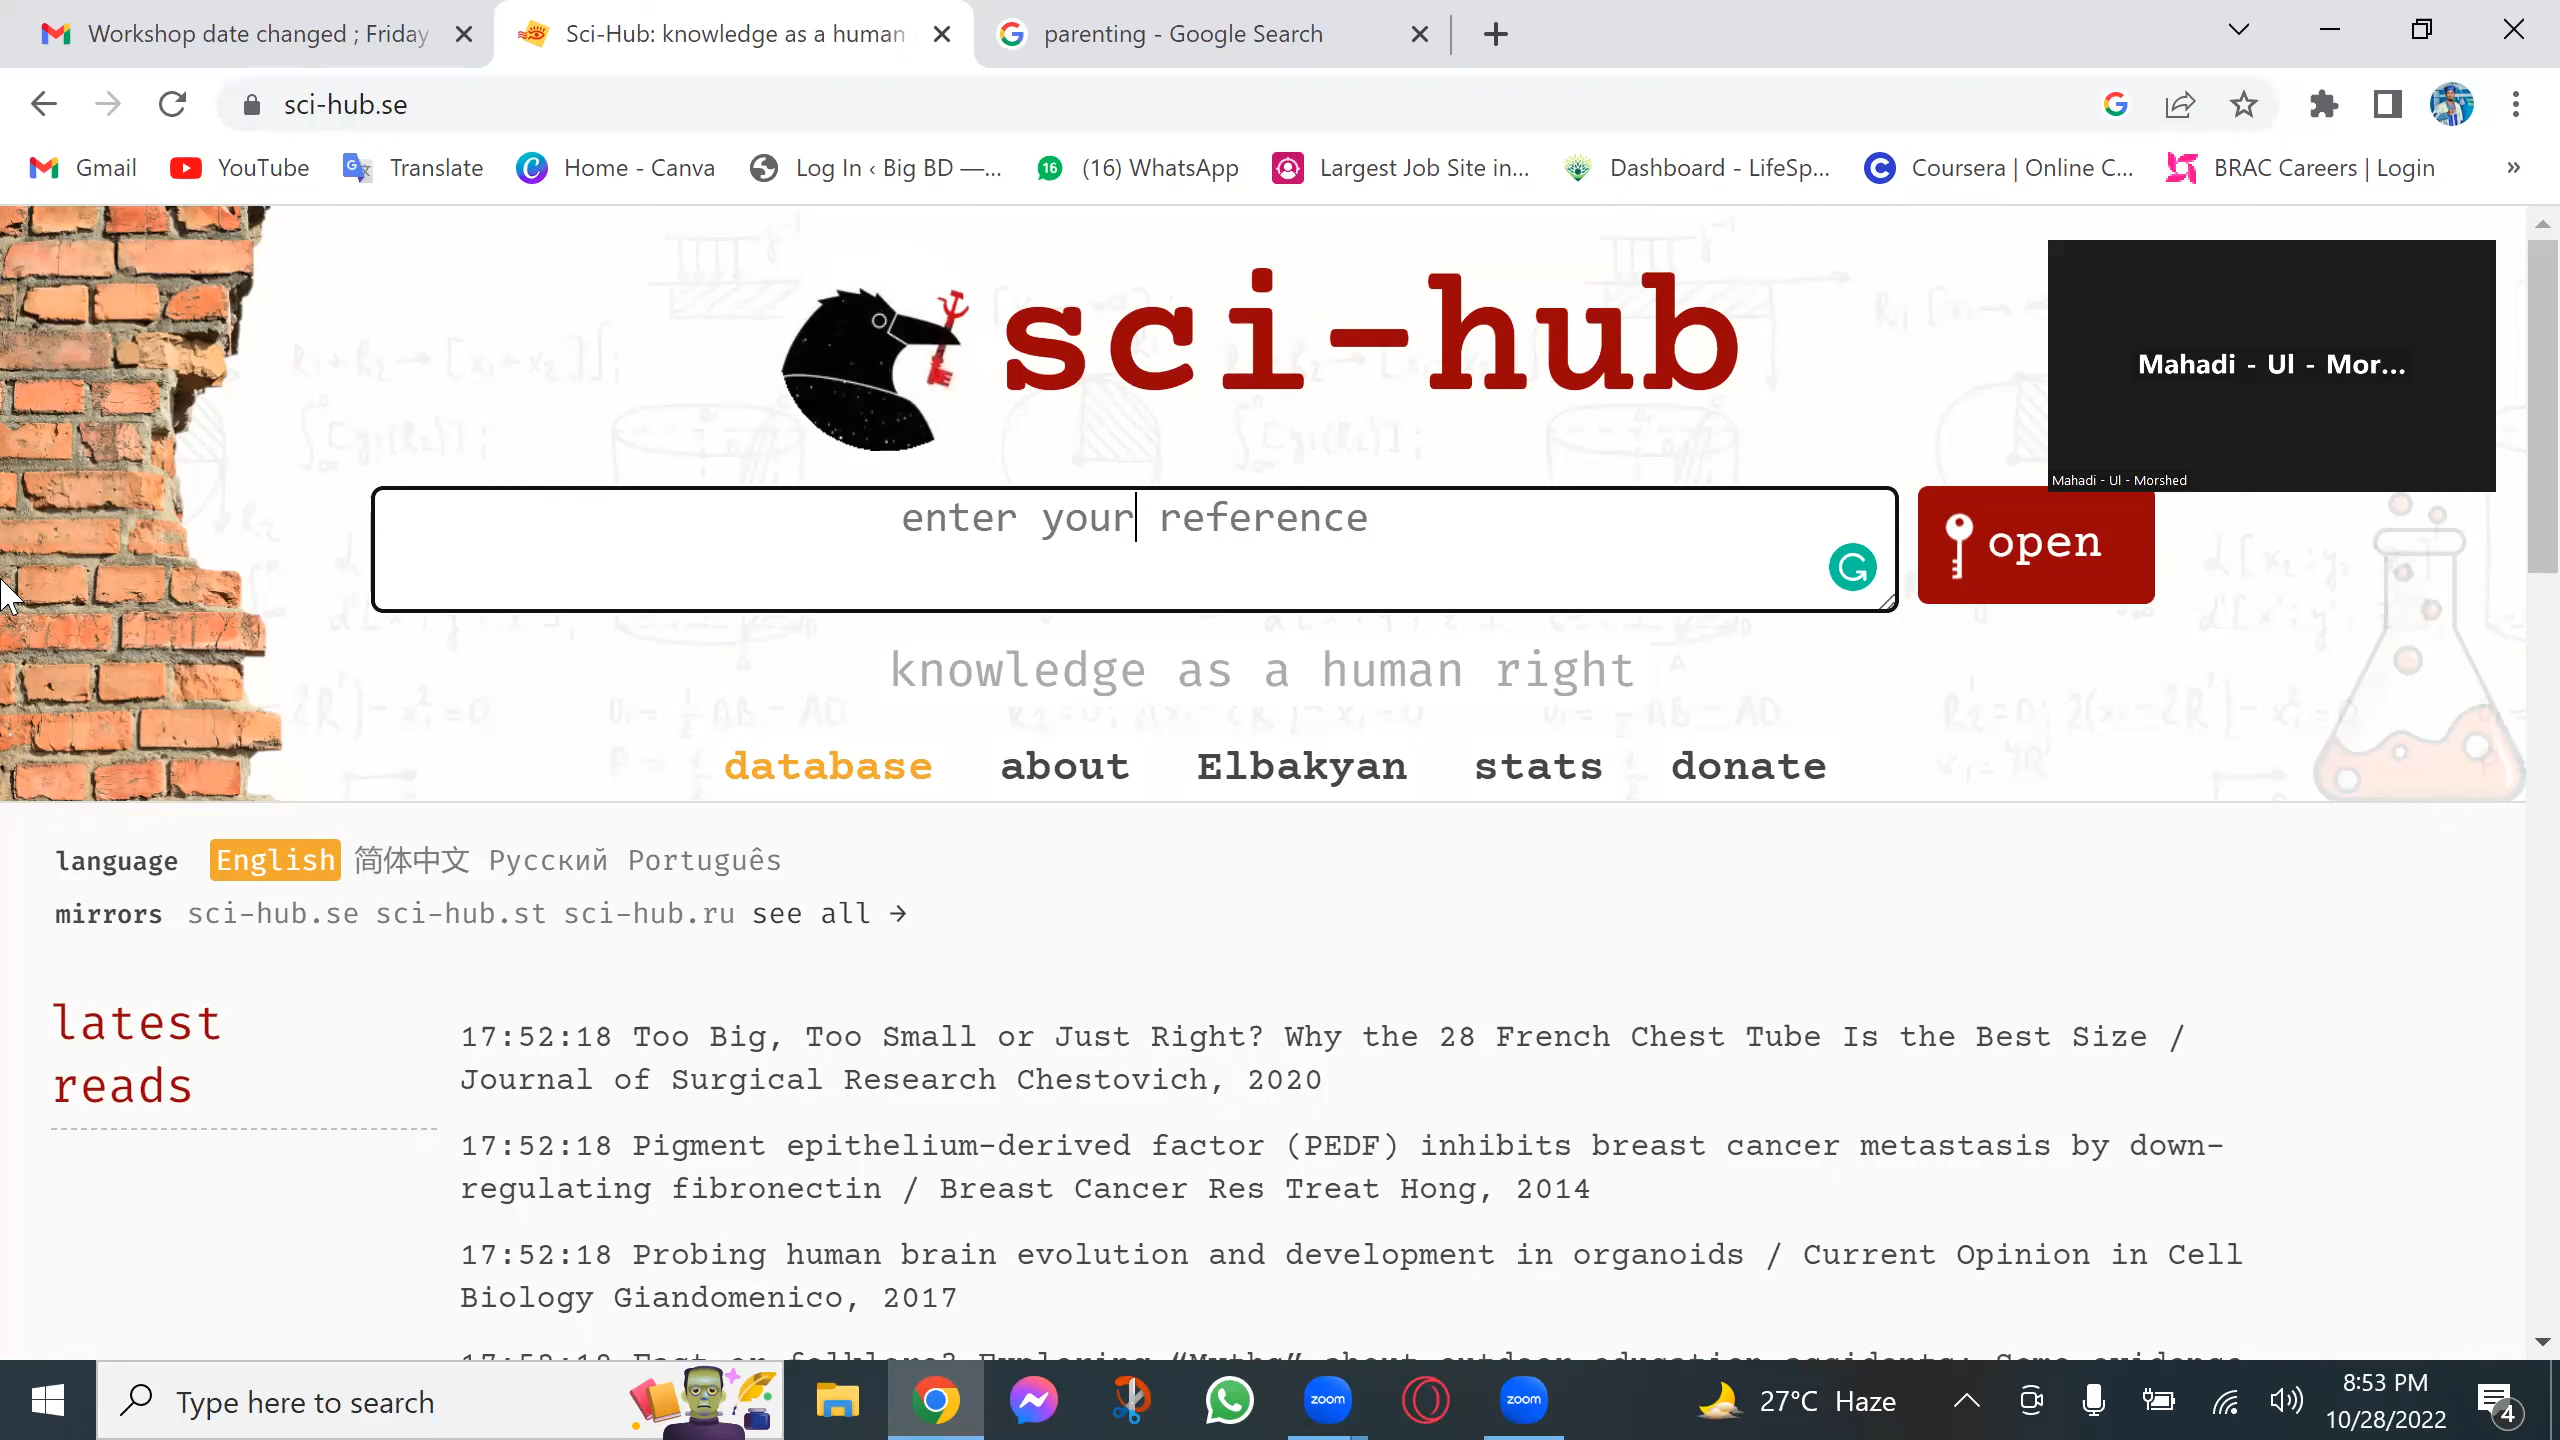 Workshop date changed ; Friday
Sci-Hub: knowledge as a human
parenting - Google Search
sci-hub.se
Gmail
YouTube
Translate
Home - Canva
Log In ‹ Big BD —...
(16) WhatsApp
Largest Job Site in...
Dashboard - LifeSp...
Coursera | Online C...
BRAC Careers | Login
»
sci-hub
Mahadi - Ul - Mor...
Mahadi - Ul - Morshed
enter your reference
open
knowledge as a human right
database about Elbakyan stats donate
language English 简体中文 Русский Português
mirrors sci-hub.se sci-hub.st sci-hub.ru see all →
latest
reads
17:52:18 Too Big, Too Small or Just Right? Why the 28 French Chest Tube Is the Best Size /
Journal of Surgical Research Chestovich, 2020
17:52:18 Pigment epithelium-derived factor (PEDF) inhibits breast cancer metastasis by down-
regulating fibronectin / Breast Cancer Res Treat Hong, 2014
17:52:18 Probing human brain evolution and development in organoids / Current Opinion in Cell
Biology Giandomenico, 2017
Type here to search
zoom
zoom
27°C Haze
8:53 PM
10/28/2022
4